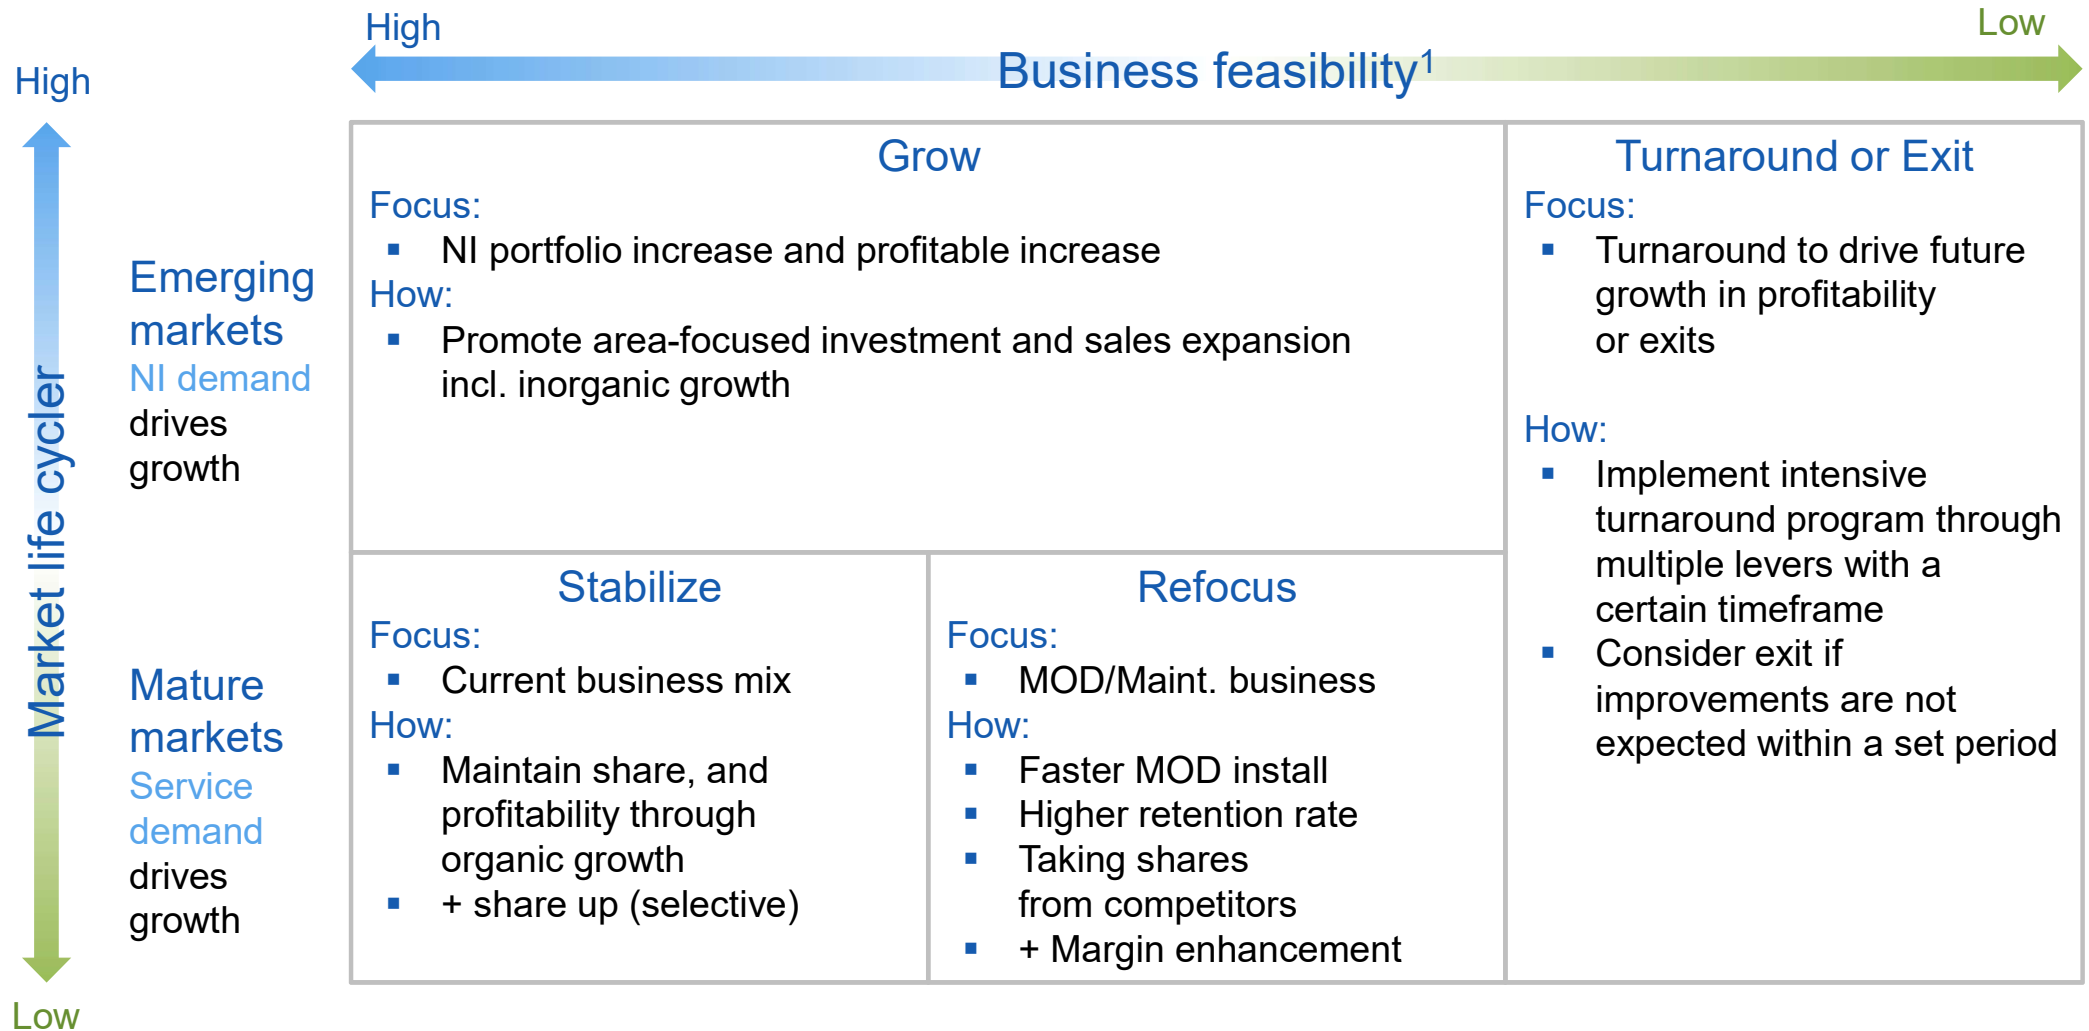 High
Low
Business feasibility¹
High
Market life cycler
Low
Emerging
markets
NI demand
drives
growth
Mature
markets
Service
demand
drives
growth
Grow
Focus:
▪ NI portfolio increase and profitable increase
How:
▪ Promote area-focused investment and sales expansion
incl. inorganic growth
Turnaround or Exit
Focus:
▪ Turnaround to drive future
growth in profitability
or exits
How:
▪ Implement intensive
turnaround program through
multiple levers with a
certain timeframe
▪ Consider exit if
improvements are not
expected within a set period
Stabilize
Focus:
▪ Current business mix
How:
▪ Maintain share, and
profitability through
organic growth
▪ + share up (selective)
Refocus
Focus:
▪ MOD/Maint. business
How:
▪ Faster MOD install
▪ Higher retention rate
▪ Taking shares
from competitors
▪ + Margin enhancement